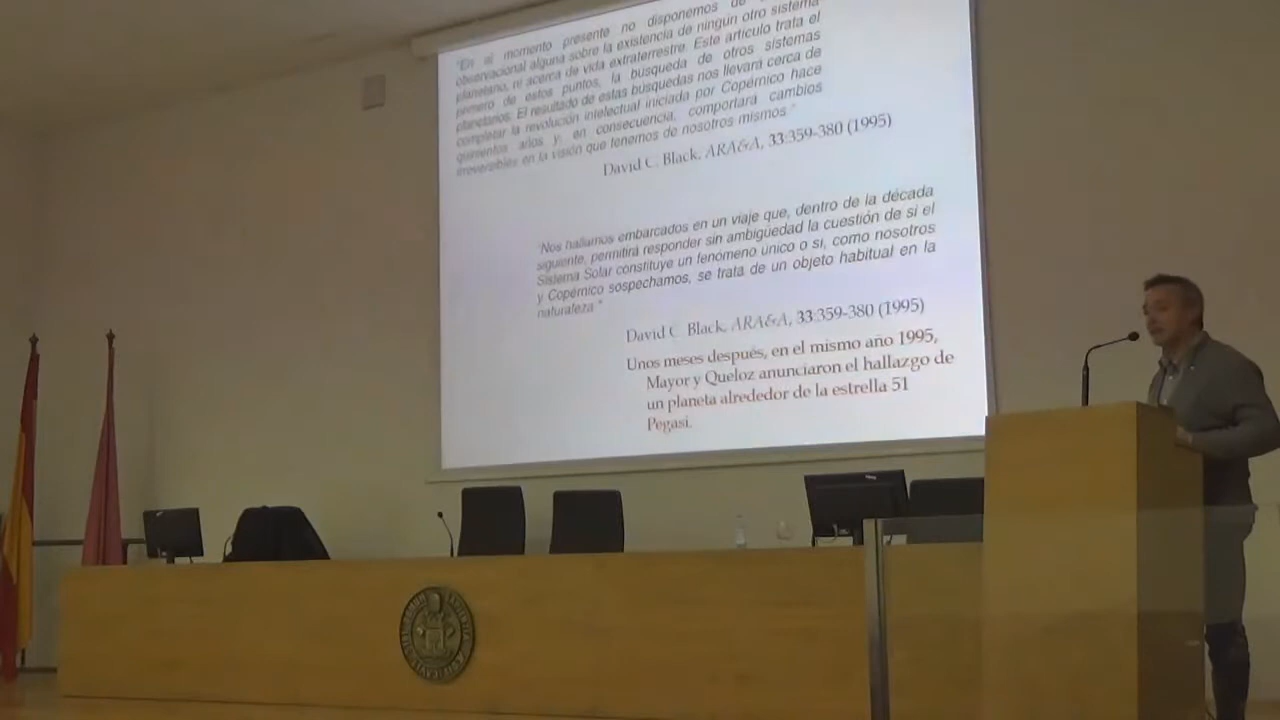 "En el momento presente no disponemos de
observacional alguna sobre la existencia de ningún otro sistema
planetario, ni acerca de vida extraterrestre. Este artículo trata el
primero de estos puntos, la búsqueda de otros sistemas
planetarios. El resultado de estas búsquedas nos llevará cerca de
completar la revolución intelectual iniciada por Copérnico hace
quinientos años y, en consecuencia, comportará cambios
irreversibles en la visión que tenemos de nosotros mismos."
David C. Black, ARA&A, 33:359-380 (1995)
"Nos hallamos embarcados en un viaje que, dentro de la década
siguiente, permitirá responder sin ambigüedad la cuestión de si el
Sistema Solar constituye un fenómeno único o si, como nosotros
y Copérnico sospechamos, se trata de un objeto habitual en la
naturaleza."
David C. Black, ARA&A, 33:359-380 (1995)
Unos meses después, en el mismo año 1995,
Mayor y Queloz anunciaron el hallazgo de
un planeta alrededor de la estrella 51
Pegasi.